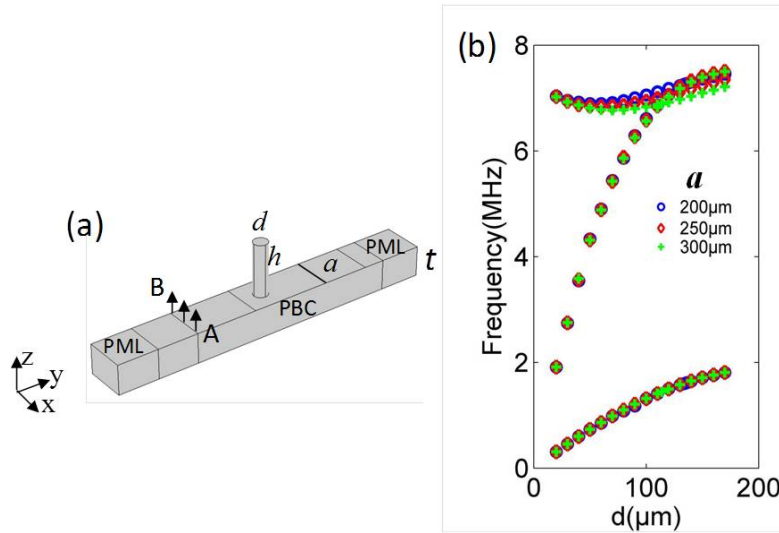 (a)
d
h
a
PML
t
B
PBC
PML
A
z
y
x
(b)
8
6
4
2
0
Frequency(MHz)
a
200μm
250μm
300μm
0
100
200
d(μm)